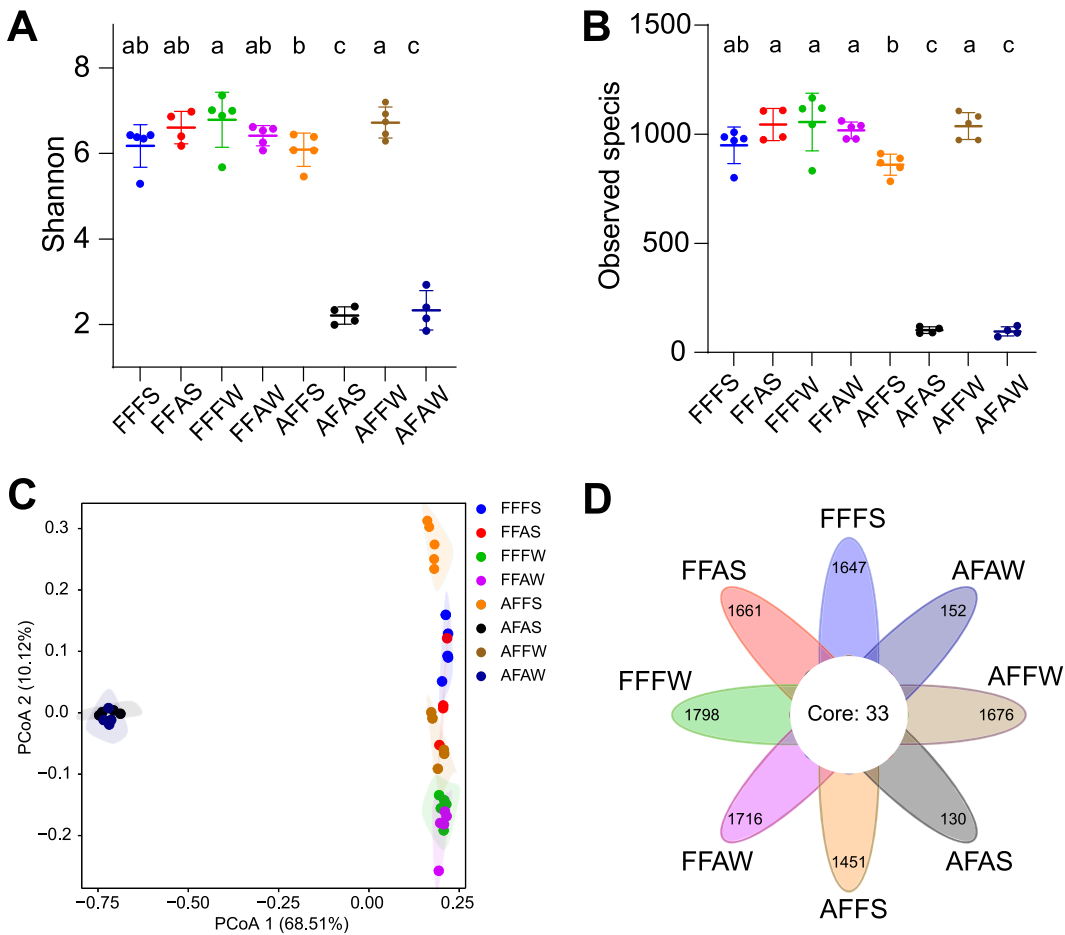 A
ab ab a ab b c a c
8
6
4
2
Shannon
FFFS FFAS FFFW FFAW AFFS AFAS AFFW AFAW
B
1500
ab a a a b c a c
1000
500
0
Observed specis
FFFS FFAS FFFW FFAW AFFS AFAS AFFW AFAW
C
0.3
0.2
0.1
0.0
−0.1
−0.2
PCoA 2 (10.12%)
−0.75 −0.50 −0.25 0.00 0.25
PCoA 1 (68.51%)
FFFS
FFAS
FFFW
FFAW
AFFS
AFAS
AFFW
AFAW
D
FFFS
1647
FFAS
1661
AFAW
152
FFFW
1798
Core: 33
AFFW
1676
FFAW
1716
AFAS
130
1451
AFFS